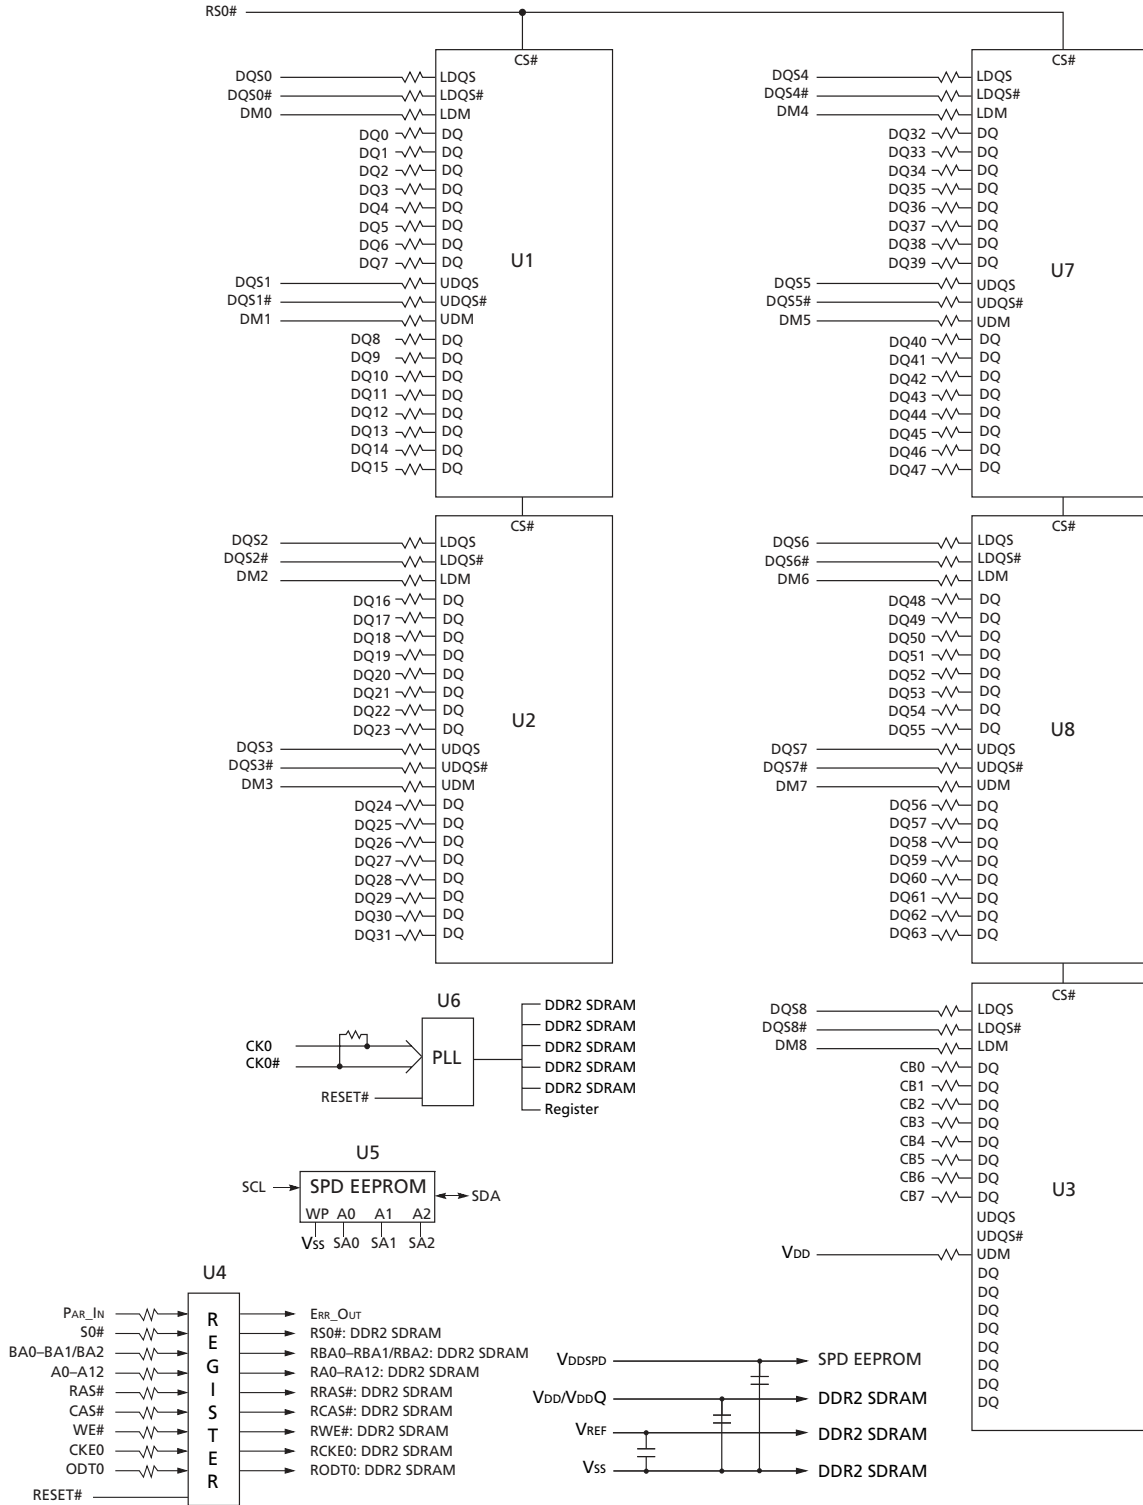 RS0#
CS#
DQS0 LDQS
DQS0# LDQS#
DM0 LDM
DQ0 DQ
DQ1 DQ
DQ2 DQ
DQ3 DQ
DQ4 DQ
DQ5 DQ
DQ6 DQ
DQ7 DQ
U1
DQS1 UDQS
DQS1# UDQS#
DM1 UDM
DQ8 DQ
DQ9 DQ
DQ10 DQ
DQ11 DQ
DQ12 DQ
DQ13 DQ
DQ14 DQ
DQ15 DQ
CS#
DQS2 LDQS
DQS2# LDQS#
DM2 LDM
DQ16 DQ
DQ17 DQ
DQ18 DQ
DQ19 DQ
DQ20 DQ
DQ21 DQ
DQ22 DQ
DQ23 DQ
U2
DQS3 UDQS
DQS3# UDQS#
DM3 UDM
DQ24 DQ
DQ25 DQ
DQ26 DQ
DQ27 DQ
DQ28 DQ
DQ29 DQ
DQ30 DQ
DQ31 DQ
CS#
DQS4 LDQS
DQS4# LDQS#
DM4 LDM
DQ32 DQ
DQ33 DQ
DQ34 DQ
DQ35 DQ
DQ36 DQ
DQ37 DQ
DQ38 DQ
DQ39 DQ
U7
DQS5 UDQS
DQS5# UDQS#
DM5 UDM
DQ40 DQ
DQ41 DQ
DQ42 DQ
DQ43 DQ
DQ44 DQ
DQ45 DQ
DQ46 DQ
DQ47 DQ
CS#
DQS6 LDQS
DQS6# LDQS#
DM6 LDM
DQ48 DQ
DQ49 DQ
DQ50 DQ
DQ51 DQ
DQ52 DQ
DQ53 DQ
DQ54 DQ
DQ55 DQ
U8
DQS7 UDQS
DQS7# UDQS#
DM7 UDM
DQ56 DQ
DQ57 DQ
DQ58 DQ
DQ59 DQ
DQ60 DQ
DQ61 DQ
DQ62 DQ
DQ63 DQ
CS#
DQS8 LDQS
DQS8# LDQS#
DM8 LDM
CB0 DQ
CB1 DQ
CB2 DQ
CB3 DQ
CB4 DQ
CB5 DQ
CB6 DQ
CB7 DQ
U3
UDQS
UDQS#
VDD UDM
DQ
DQ
DQ
DQ
DQ
DQ
DQ
DQ
U6
CK0
CK0#
PLL
RESET#
DDR2 SDRAM
DDR2 SDRAM
DDR2 SDRAM
DDR2 SDRAM
DDR2 SDRAM
Register
U5
SCL SPD EEPROM SDA
WP A0 A1 A2
VSS SA0 SA1 SA2
U4
REGISTER
PAR_IN ERR_OUT
S0# RS0#: DDR2 SDRAM
BA0–BA1/BA2 RBA0–RBA1/RBA2: DDR2 SDRAM
A0–A12 RA0–RA12: DDR2 SDRAM
RAS# RRAS#: DDR2 SDRAM
CAS# RCAS#: DDR2 SDRAM
WE# RWE#: DDR2 SDRAM
CKE0 RCKE0: DDR2 SDRAM
ODT0 RODT0: DDR2 SDRAM
RESET#
VDDSPD SPD EEPROM
VDD/VDDQ DDR2 SDRAM
VREF DDR2 SDRAM
VSS DDR2 SDRAM